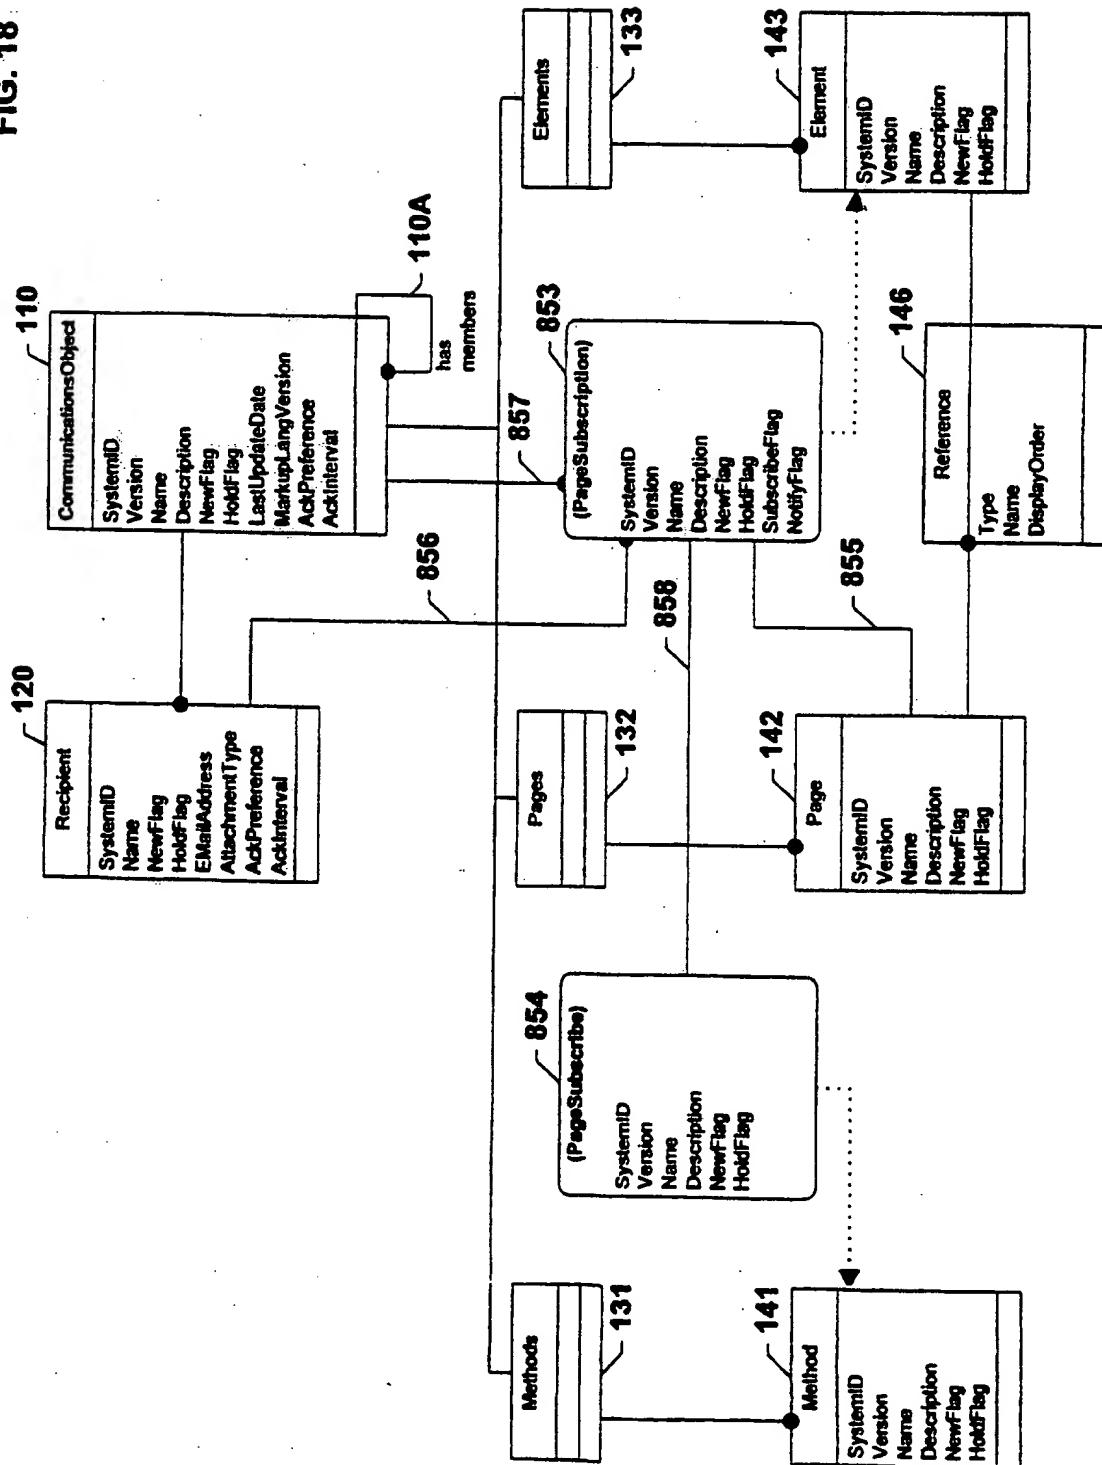 FIG. 18
110
CommunicationsObject
SystemID
Version
Name
Description
NewFlag
HoldFlag
LastUpdateDate
MarkupLangVersion
AckPreference
AckInterval
110A
has
members
120
Recipient
SystemID
Name
NewFlag
HoldFlag
EMailAddress
AttachmentType
AckPreference
AckInterval
856
857
Methods
131
Pages
132
Elements
133
854
(PageSubscribe)
SystemID
Version
Name
Description
NewFlag
HoldFlag
858
853
(PageSubscription)
SystemID
Version
Name
Description
NewFlag
HoldFlag
SubscribeFlag
NotifyFlag
855
141
Method
SystemID
Version
Name
Description
NewFlag
HoldFlag
142
Page
SystemID
Version
Name
Description
NewFlag
HoldFlag
146
Reference
Type
Name
DisplayOrder
143
Element
SystemID
Version
Name
Description
NewFlag
HoldFlag